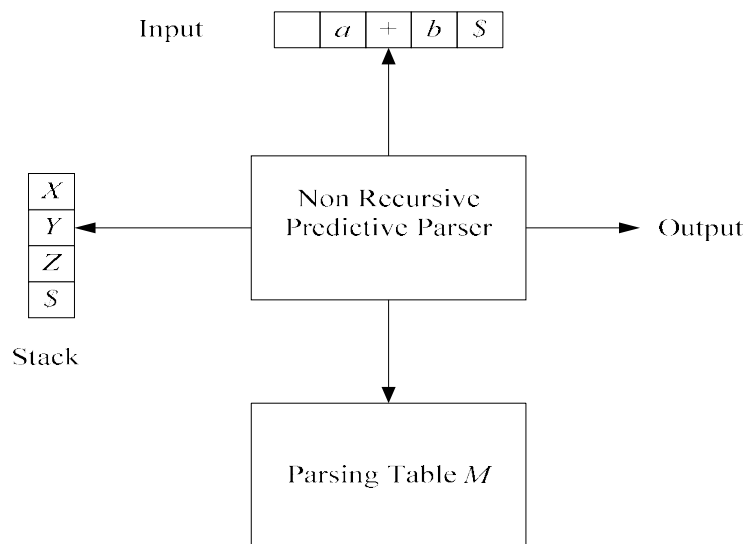 Input a + b S
Non Recursive
Predictive Parser
Output
X
Y
Z
S
Stack
Parsing Table M